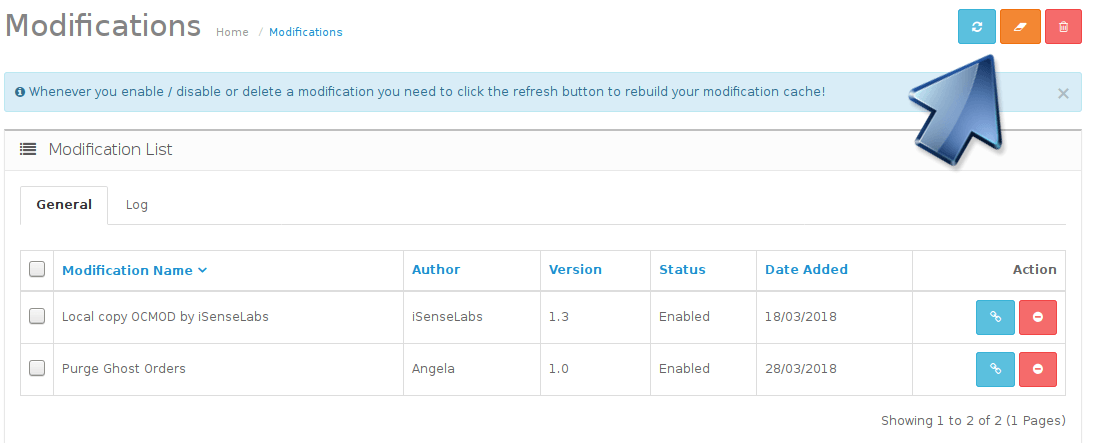 Modifications Home / Modifications
Whenever you enable / disable or delete a modification you need to click the refresh button to rebuild your modification cache! ×
Modification List
General Log
Modification Name Author Version Status Date Added Action
Local copy OCMOD by iSenseLabs iSenseLabs 1.3 Enabled 18/03/2018
Purge Ghost Orders Angela 1.0 Enabled 28/03/2018
Showing 1 to 2 of 2 (1 Pages)